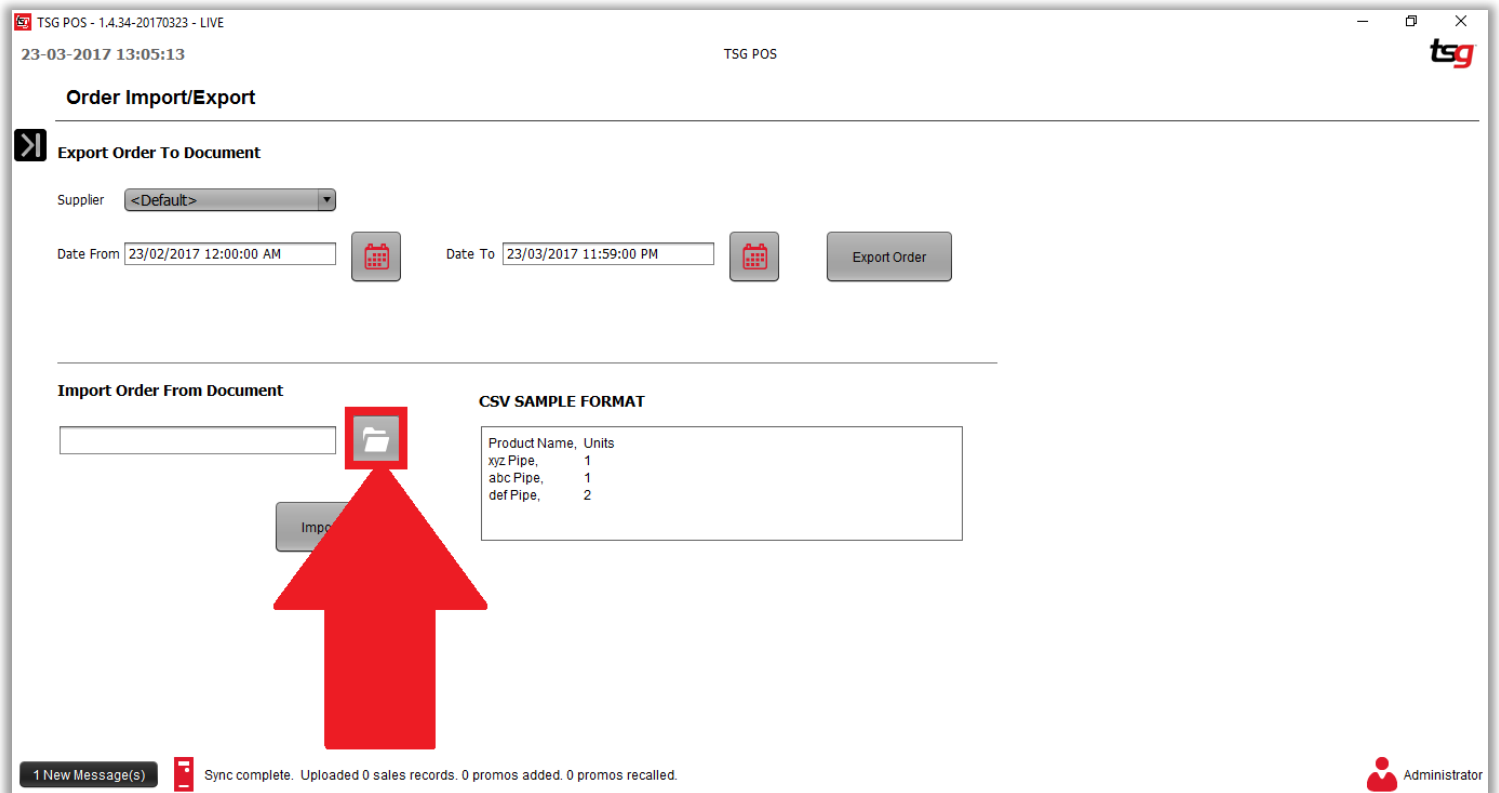 TSG POS - 1.4.34-20170323 - LIVE
23-03-2017 13:05:13
TSG POS
tsg
Order Import/Export
Export Order To Document
Supplier <Default>
Date From 23/02/2017 12:00:00 AM
Date To 23/03/2017 11:59:00 PM
Export Order
Import Order From Document
CSV SAMPLE FORMAT
Product Name, Units
xyz Pipe, 1
abc Pipe, 1
def Pipe, 2
1 New Message(s)
Sync complete. Uploaded 0 sales records. 0 promos added. 0 promos recalled.
Administrator